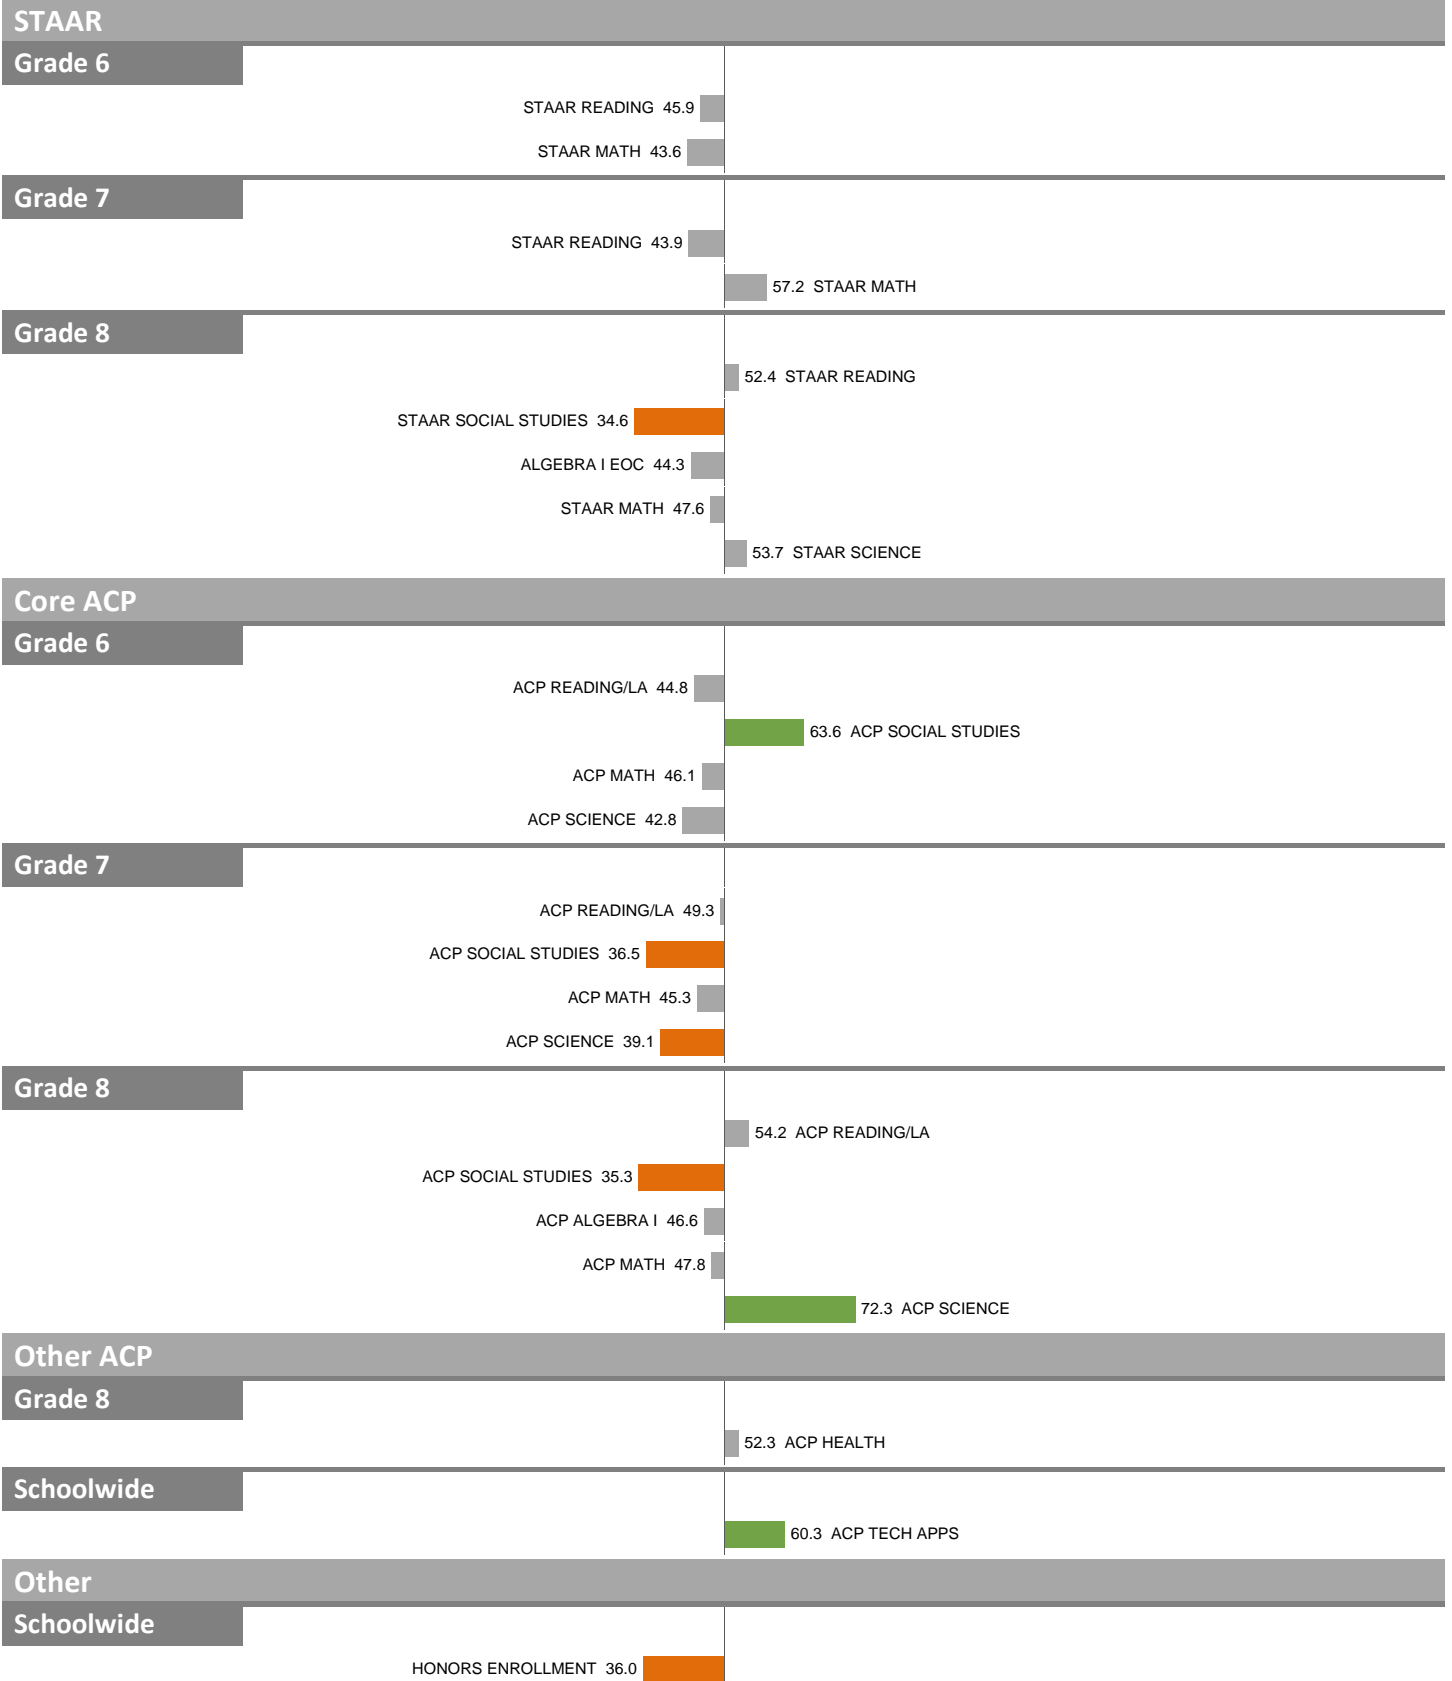 STAAR
Grade 6
STAAR READING 45.9
STAAR MATH 43.6
Grade 7
STAAR READING 43.9
57.2 STAAR MATH
Grade 8
52.4 STAAR READING
STAAR SOCIAL STUDIES 34.6
ALGEBRA I EOC 44.3
STAAR MATH 47.6
53.7 STAAR SCIENCE
Core ACP
Grade 6
ACP READING/LA 44.8
63.6 ACP SOCIAL STUDIES
ACP MATH 46.1
ACP SCIENCE 42.8
Grade 7
ACP READING/LA 49.3
ACP SOCIAL STUDIES 36.5
ACP MATH 45.3
ACP SCIENCE 39.1
Grade 8
54.2 ACP READING/LA
ACP SOCIAL STUDIES 35.3
ACP ALGEBRA I 46.6
ACP MATH 47.8
72.3 ACP SCIENCE
Other ACP
Grade 8
52.3 ACP HEALTH
Schoolwide
60.3 ACP TECH APPS
Other
Schoolwide
HONORS ENROLLMENT 36.0